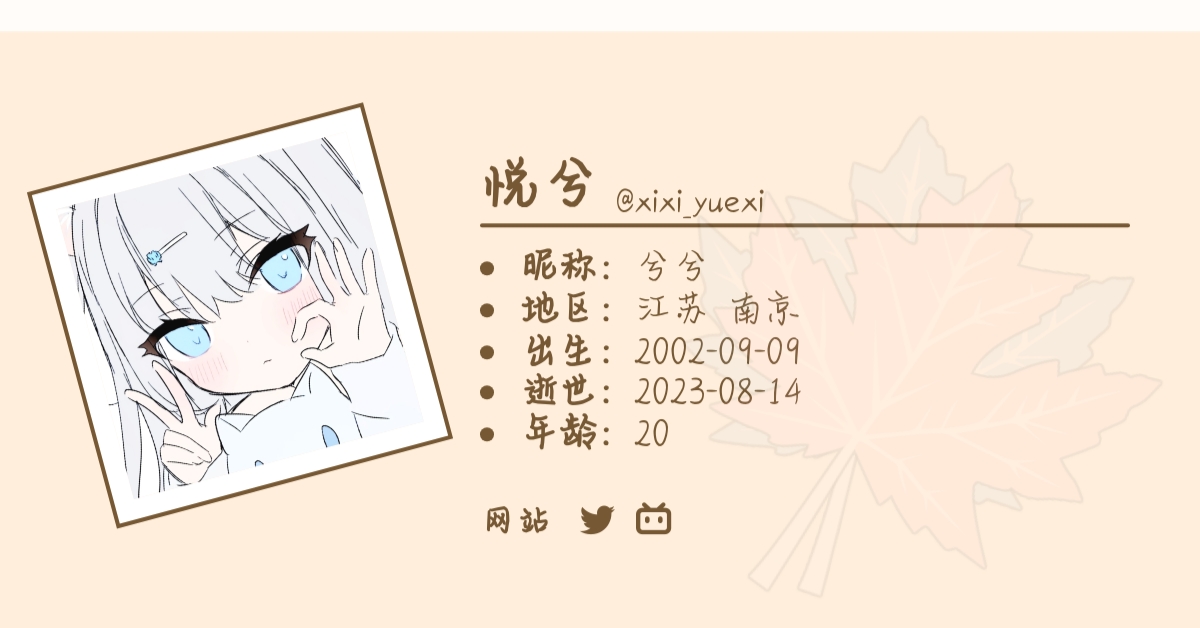 悦兮 @xixi_yuexi
昵称：兮兮
地区：江苏 南京
出生：2002-09-09
逝世：2023-08-14
年龄：20
网站